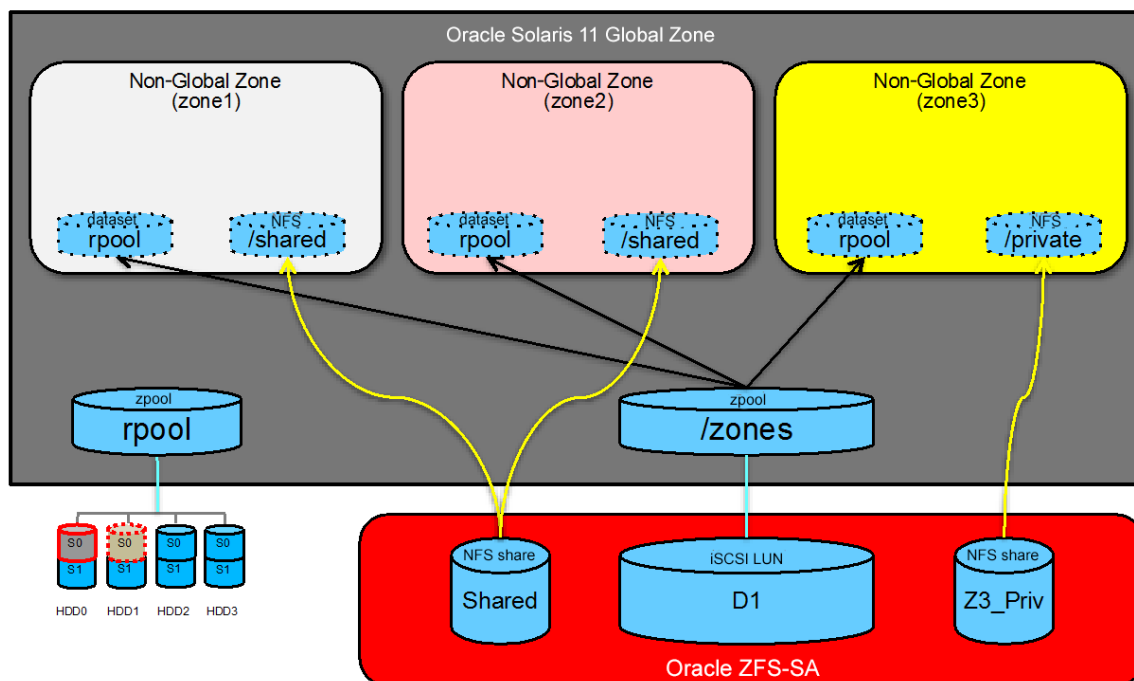 Oracle Solaris 11 Global Zone
Non-Global Zone
(zone1)
Non-Global Zone
(zone2)
Non-Global Zone
(zone3)
dataset
rpool
NFS
/shared
dataset
rpool
NFS
/shared
dataset
rpool
NFS
/private
zpool
rpool
zpool
/zones
S0
S0
S0
S0
S1
S1
S1
S1
HDD0
HDD1
HDD2
HDD3
NFS share
Shared
iSCSI LUN
D1
NFS share
Z3_Priv
Oracle ZFS-SA